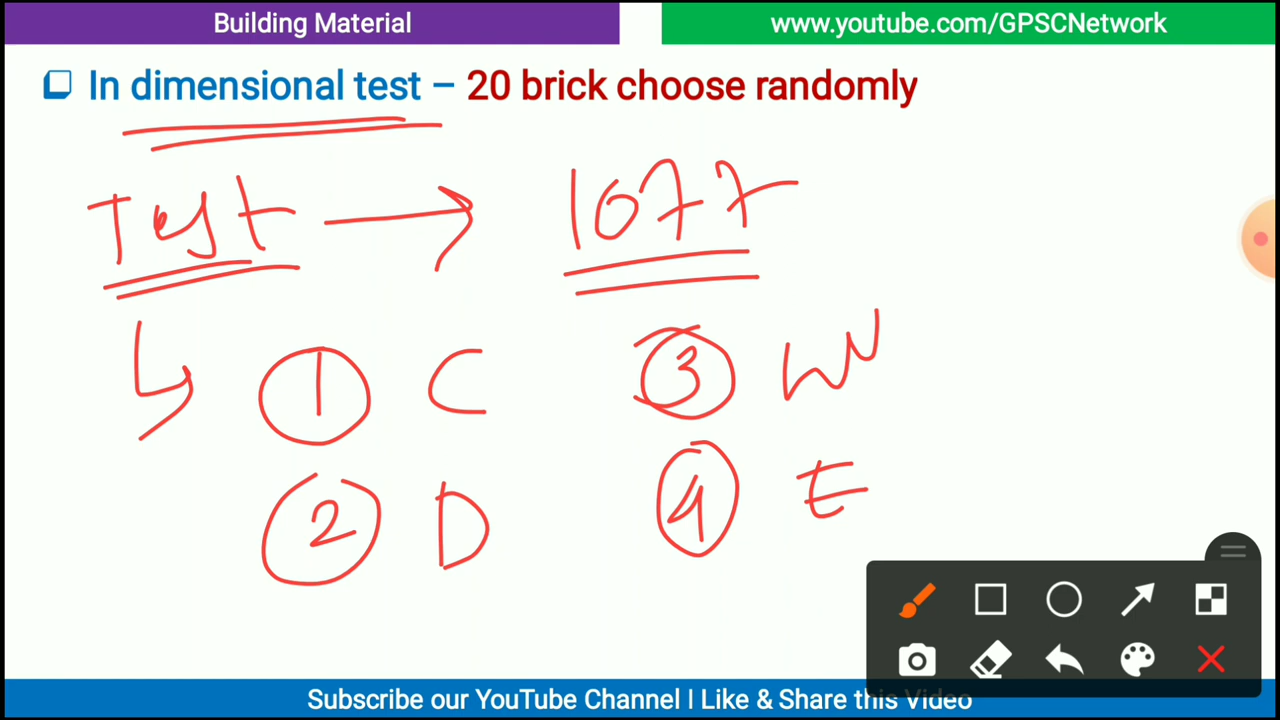 Building Material
www.youtube.com/GPSCNetwork
In dimensional test – 20 brick choose randomly
Test → 1077
1 C
3 W
2 D
4 E
Subscribe our YouTube Channel I Like & Share this Video